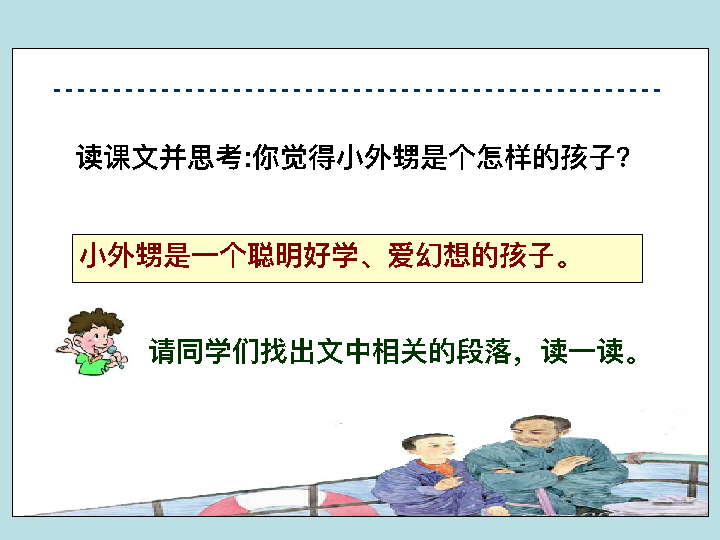 读课文并思考:你觉得小外甥是个怎样的孩子?
小外甥是一个聪明好学、爱幻想的孩子。
请同学们找出文中相关的段落，读一读。